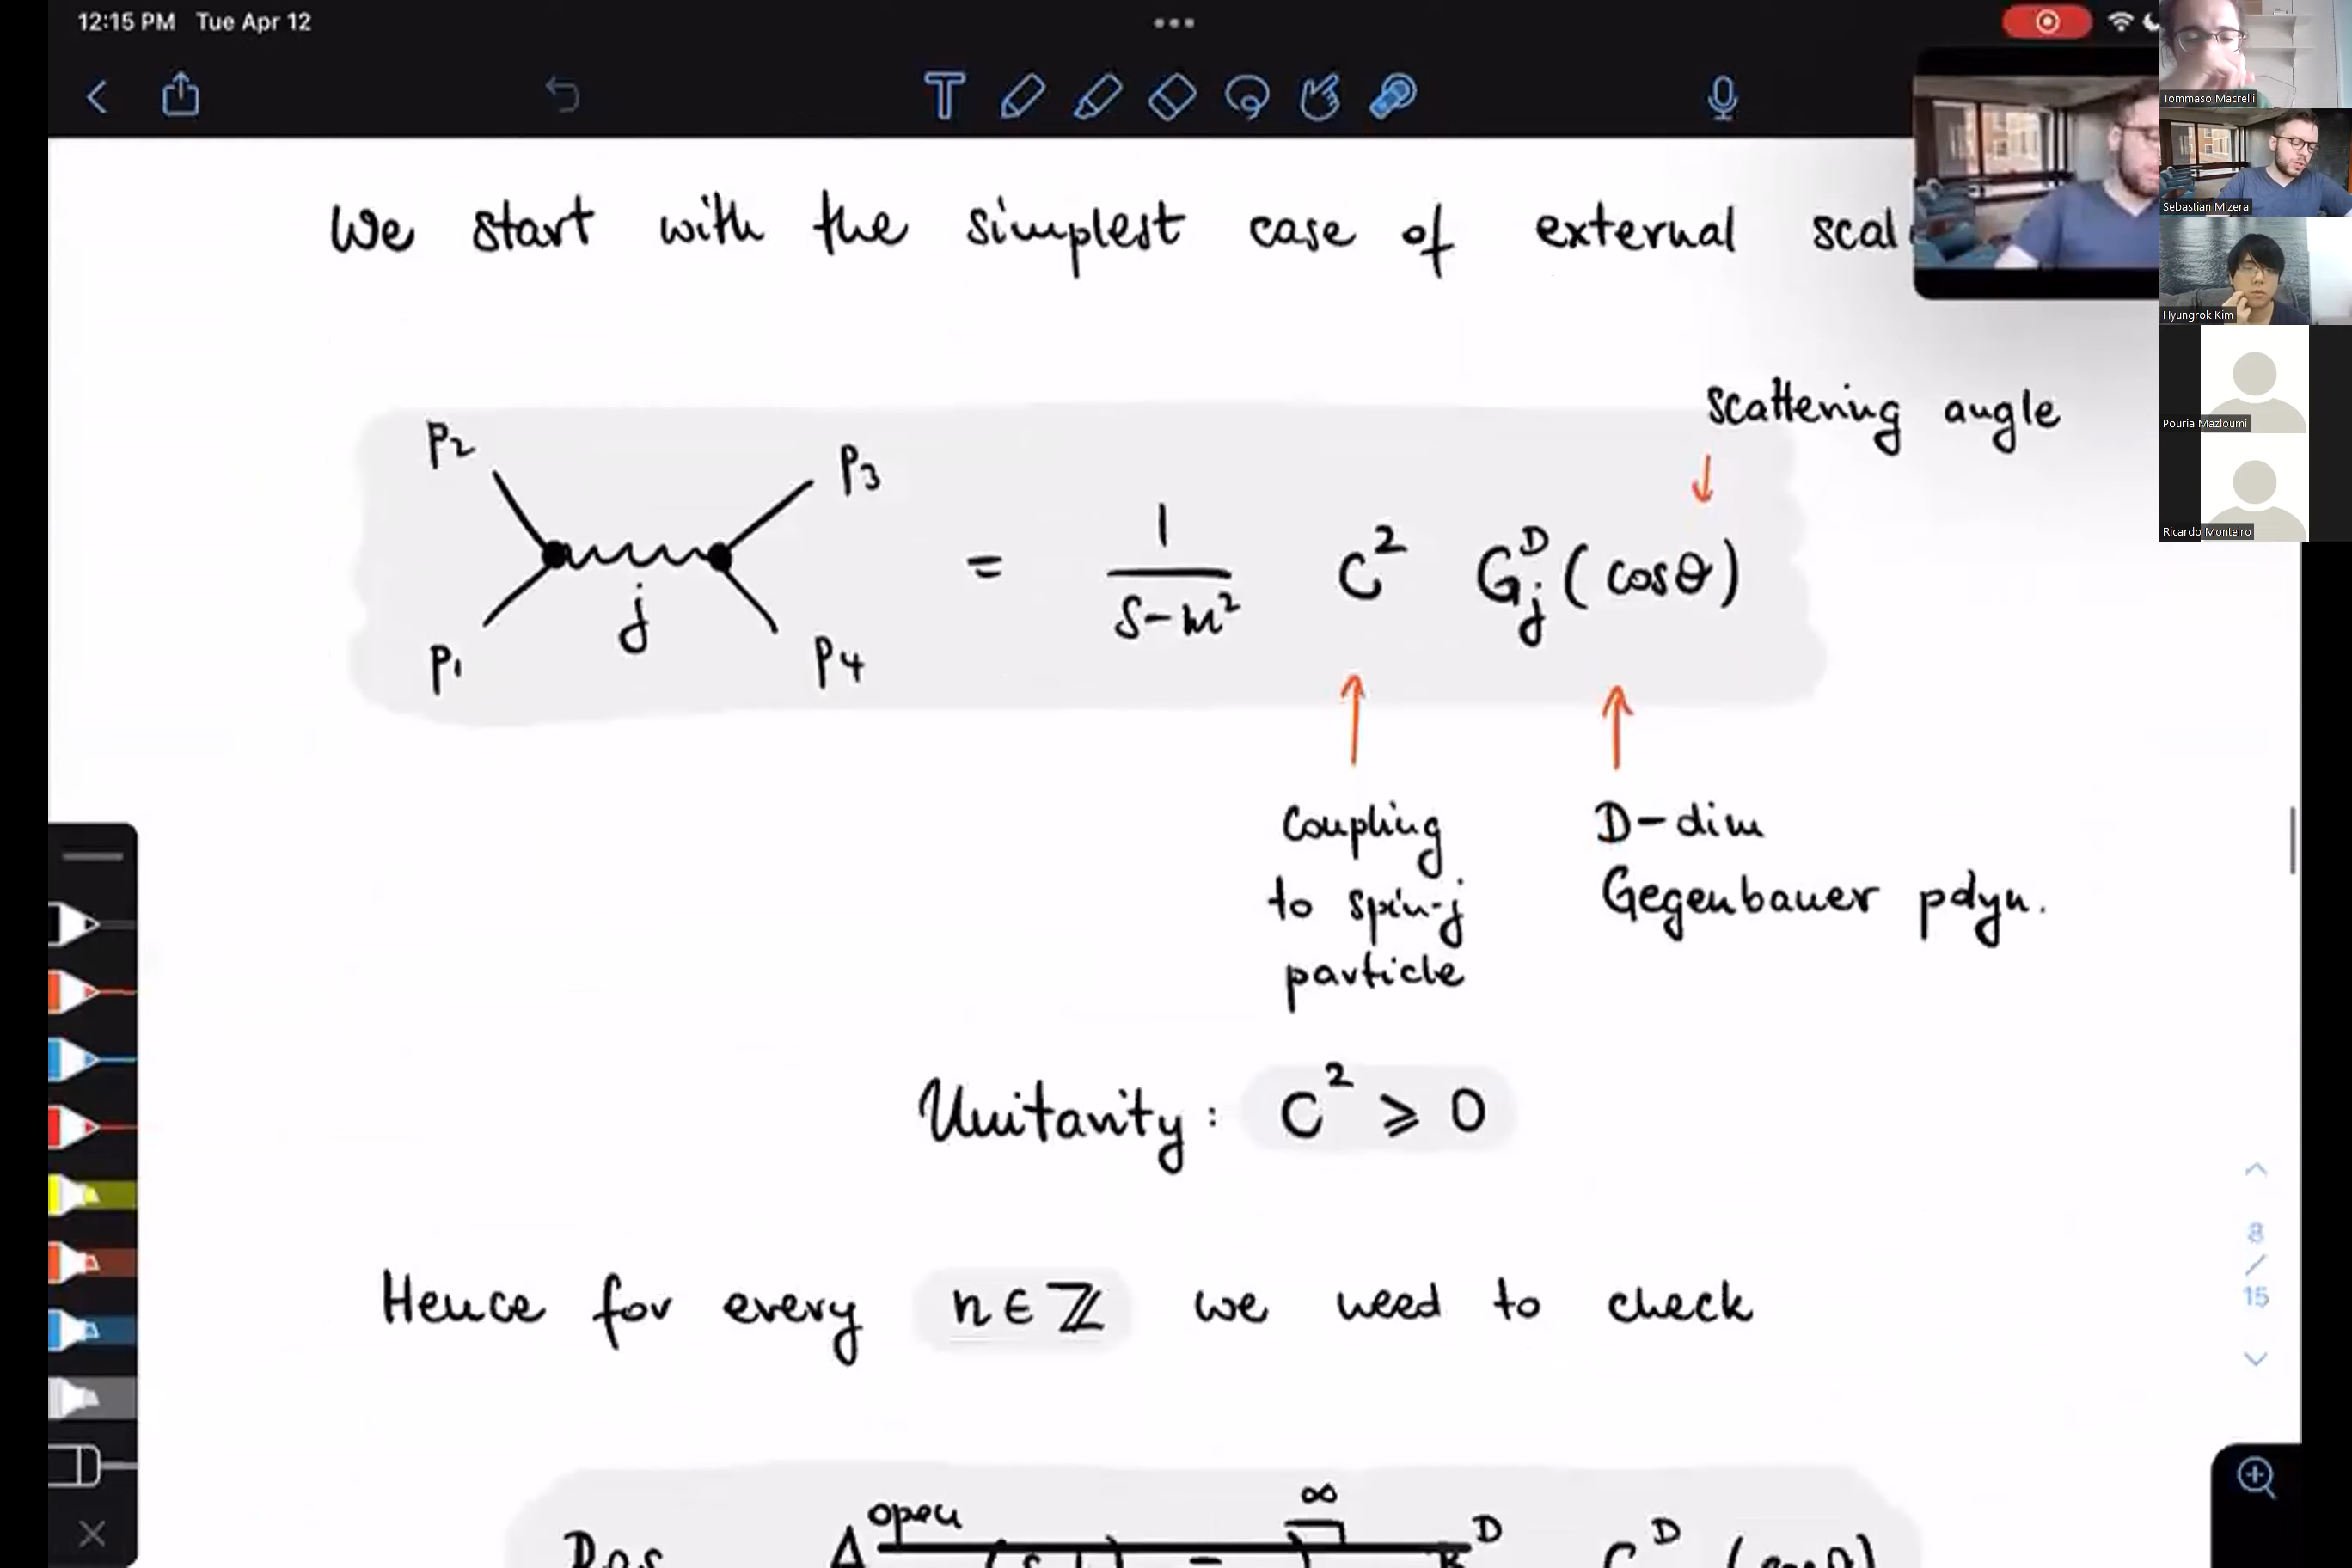 12:15 PM Tue Apr 12
We start with the simplest case of external scal
scattering angle
P2 P3
j
P1 P4
= 1/(s-m²) C² G_j^D (cosθ)
Coupling to spin-j particle
D-dim Gegenbauer polyn.
Unitarity: C² ⩾ 0
Hence for every n ∈ ℤ we need to check
open ∞ D D
8
/
15
Tommaso Macrelli
Sebastian Mizera
Hyungrok Kim
Pouria Mazloumi
Ricardo Monteiro